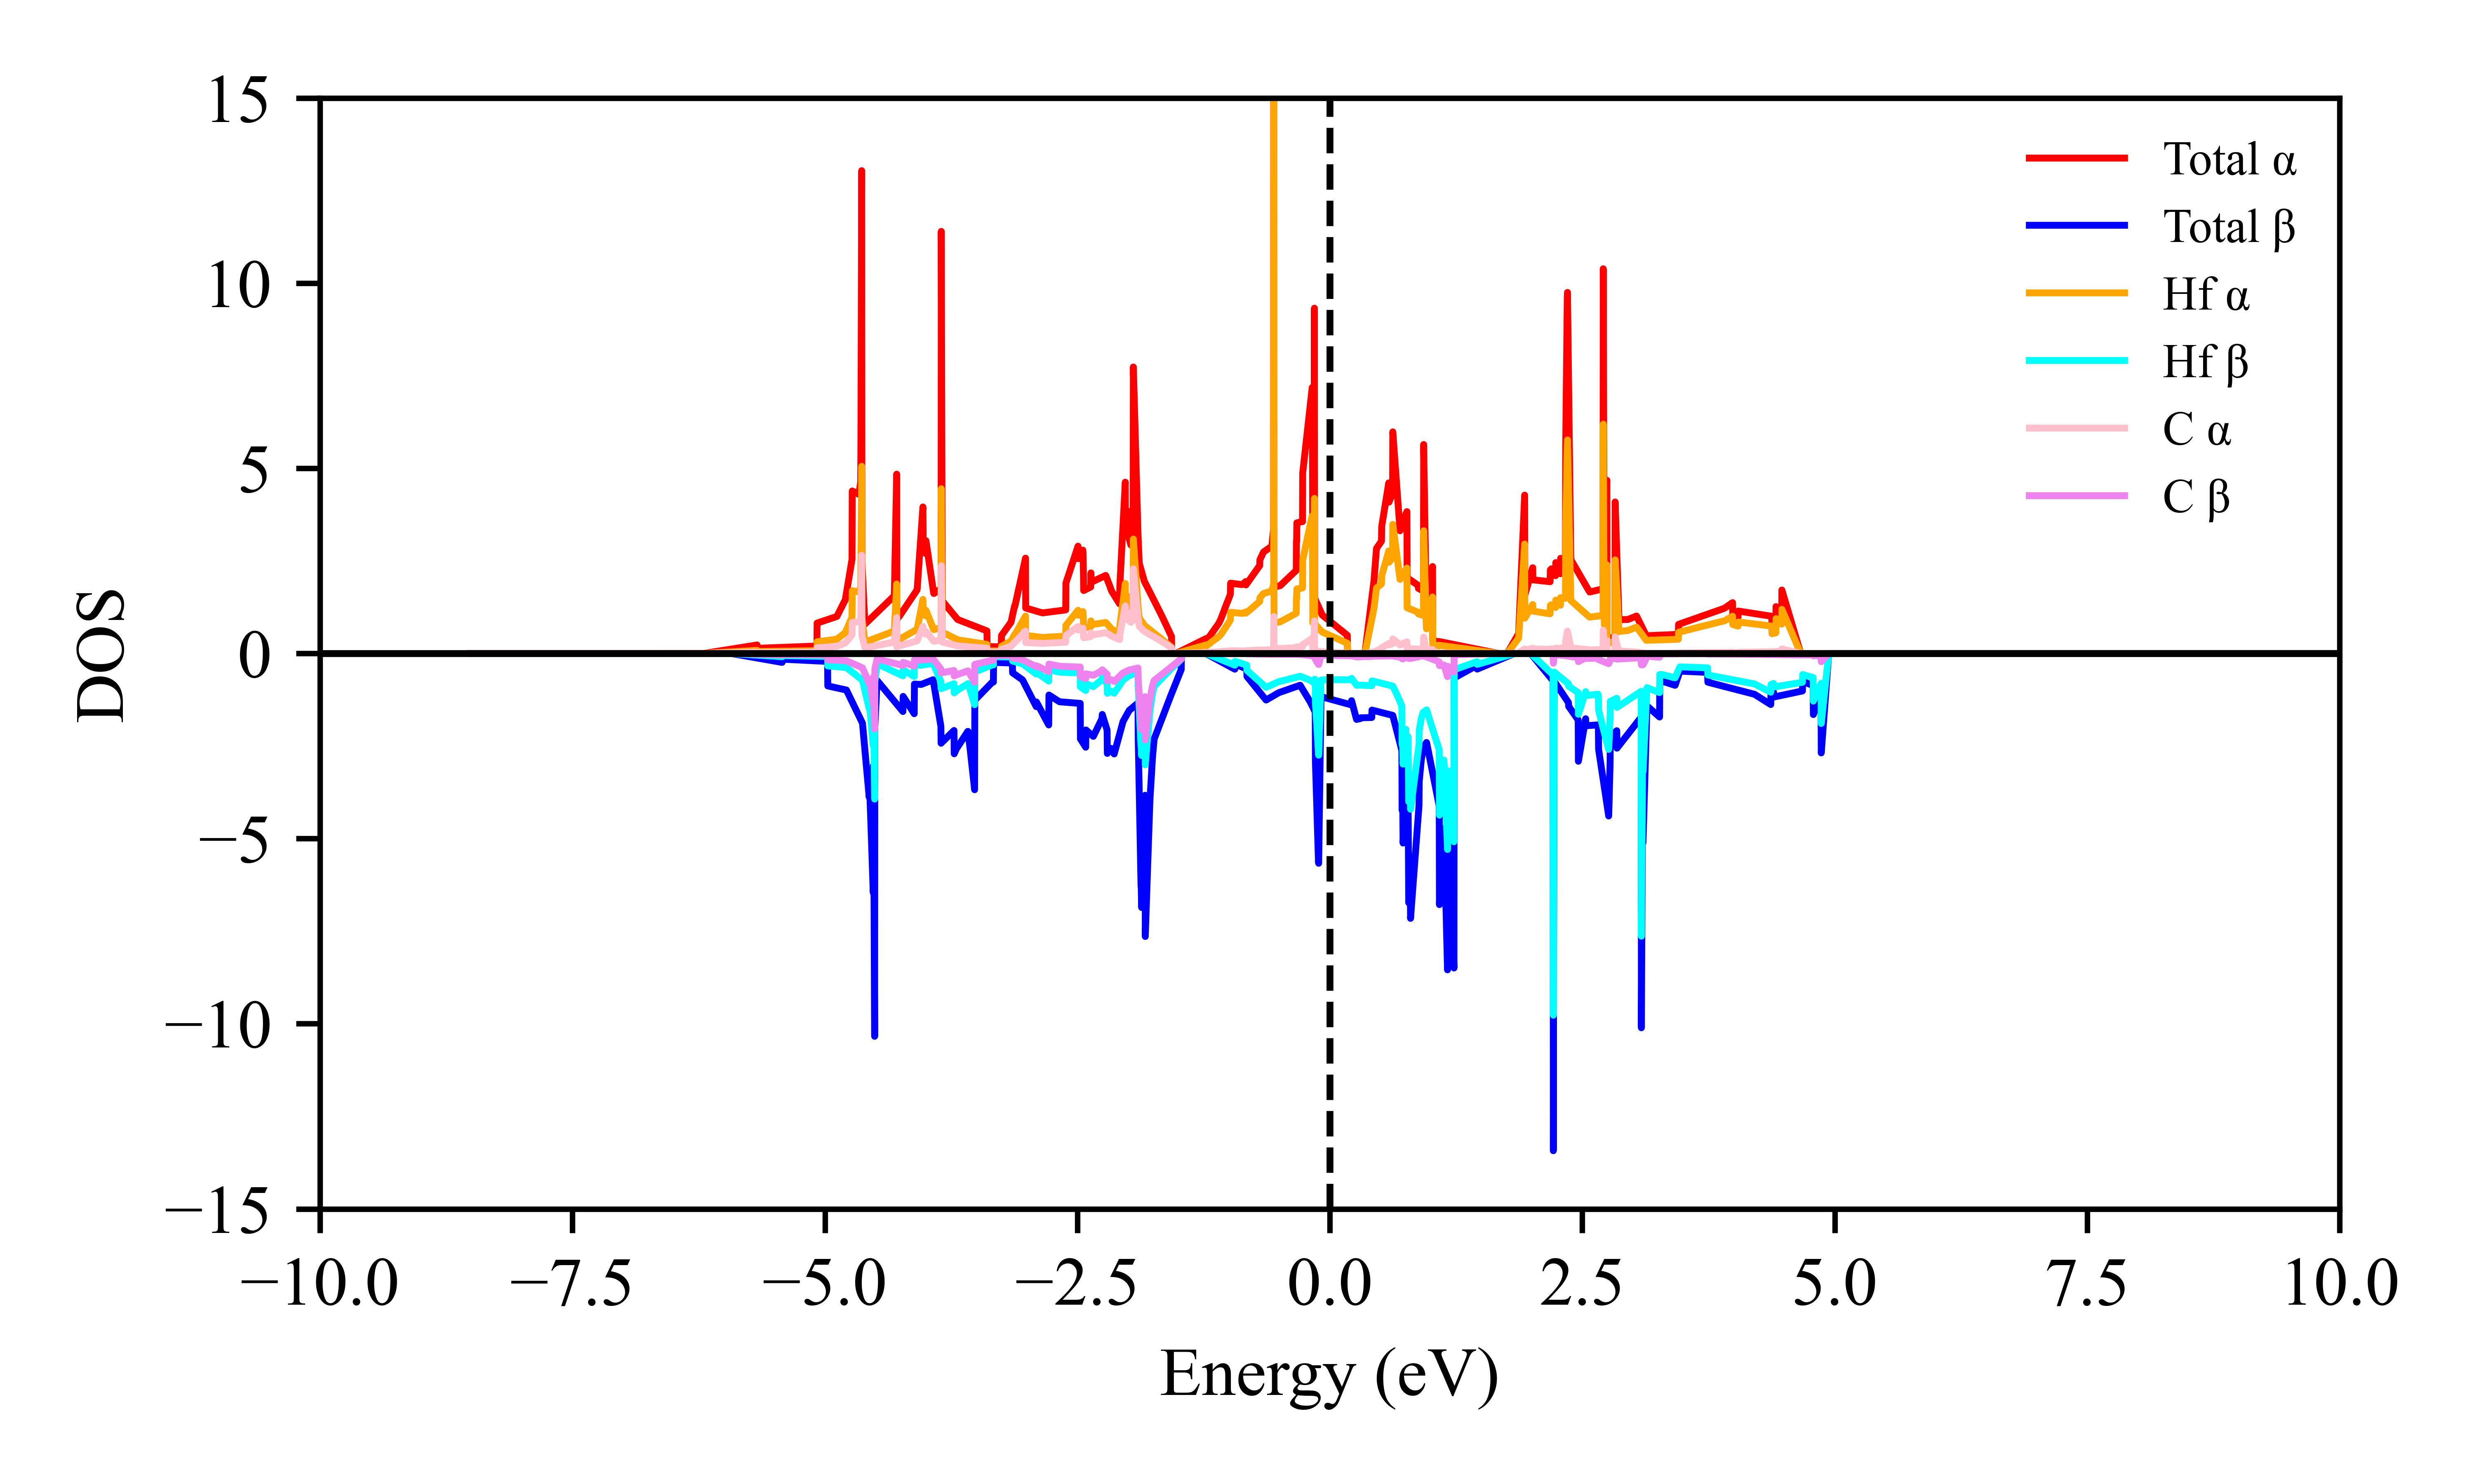 15
10
5
0
−5
−10
−15
DOS
Total α
Total β
Hf α
Hf β
C α
C β
−10.0 −7.5 −5.0 −2.5 0.0 2.5 5.0 7.5 10.0
Energy (eV)